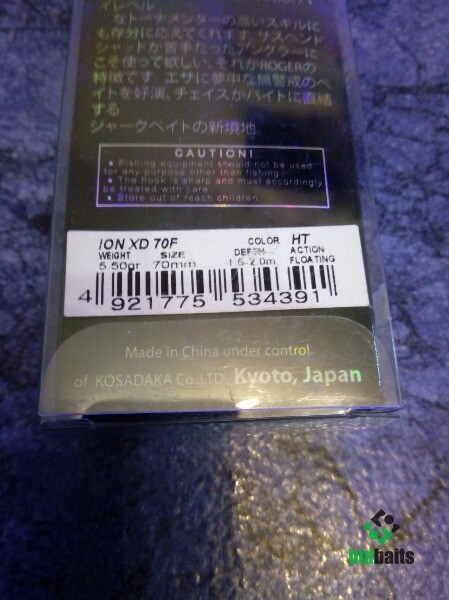 イレベル
なトーナメンターの高いスキルに
も存分に応えてくれます。サスペンド
シャッドが苦手だったアングラーに
こそ使って欲しい、それがROGERの
特徴です。エサに夢中な無警戒のベ
イトを好演、チェイスがバイトに直結
する
ジャークベイトの新境地
CAUTION!
● Fishing equipment should not be used
for any purpose other than fishing
● The hook is sharp and must accordingly
be treated with care
● Store out of reach children.
ION XD 70F COLOR HT
WEIGHT SIZE DEPTH ACTION
5.50gr 70mm 1.5-2.0m FLOATING
4 921775 534391
Made in China under control
of KOSADAKA Co.,LTD. Kyoto, Japan
bidbaits